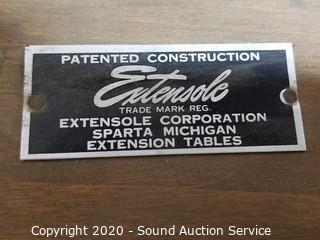 PATENTED CONSTRUCTION
Extensole
TRADE MARK REG.
EXTENSOLE CORPORATION
SPARTA MICHIGAN
EXTENSION TABLES
Copyright 2020 - Sound Auction Service